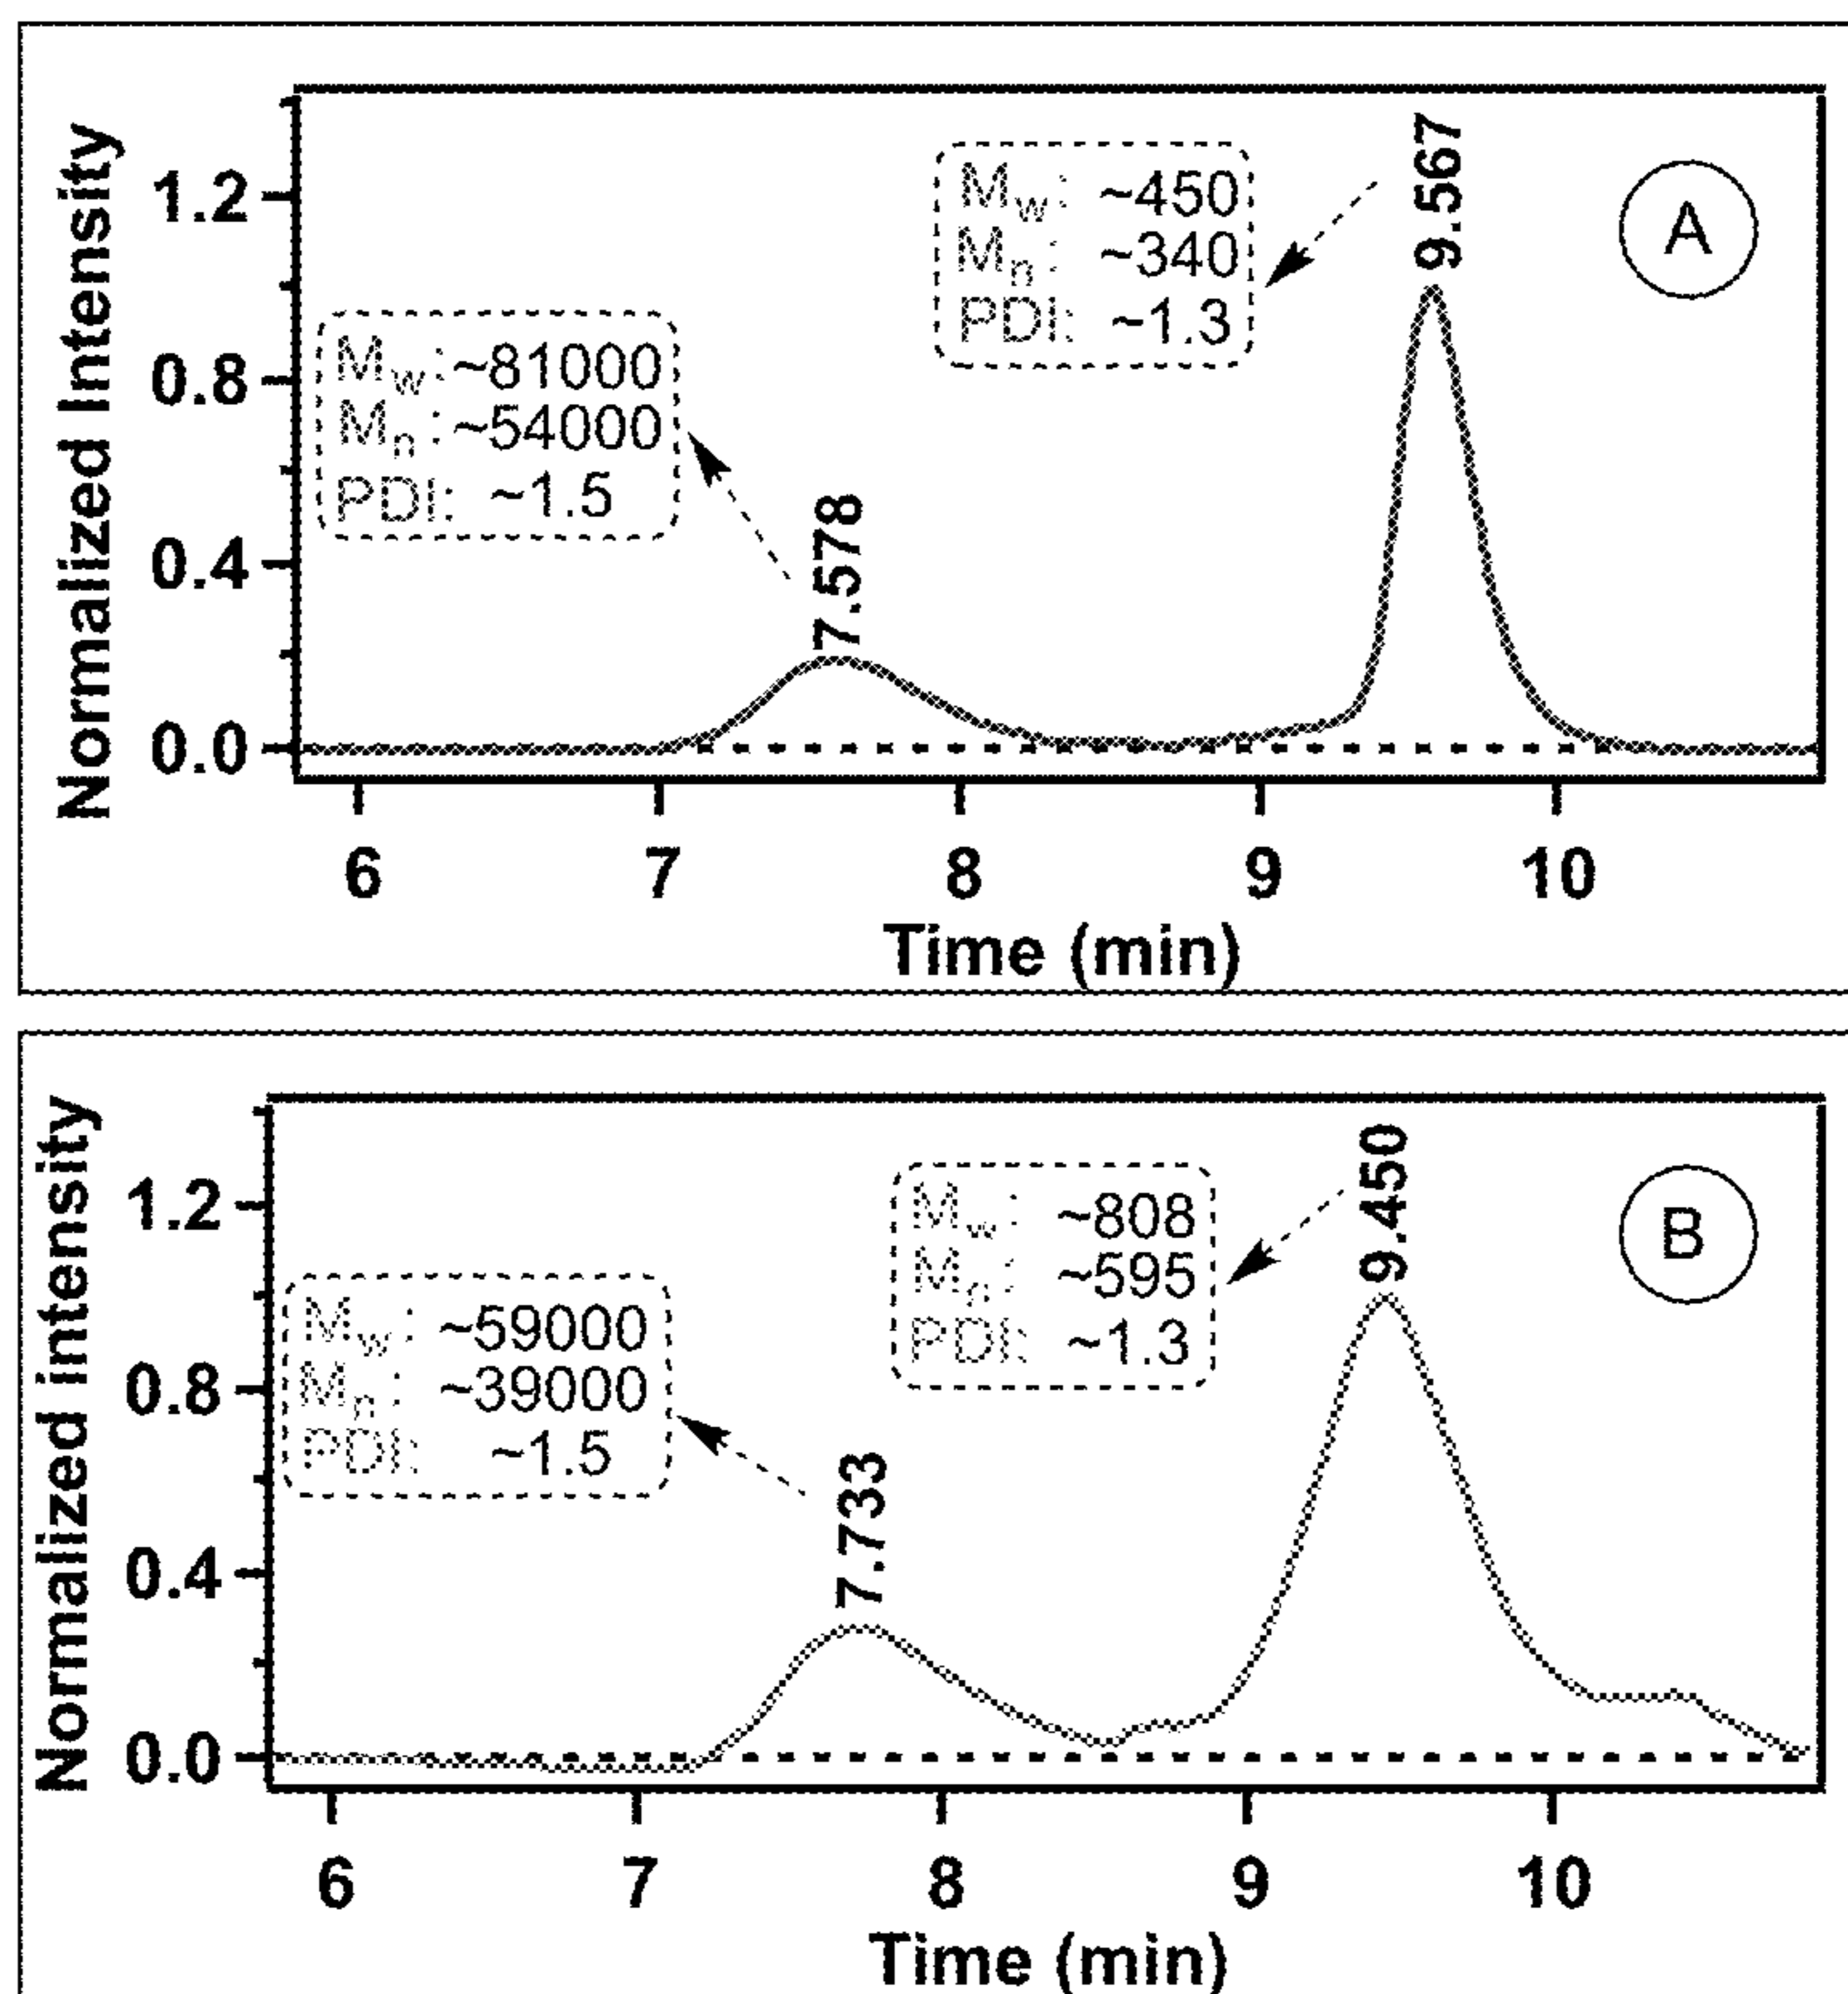 Normalized Intensity
1.2
0.8
0.4
0.0
Mw: ~81000
Mn: ~54000
PDI: ~1.5
7.578
Mw: ~450
Mn: ~340
PDI: ~1.3
9.567
A
6 7 8 9 10
Time (min)
Normalized intensity
1.2
0.8
0.4
0.0
Mw: ~59000
Mn: ~39000
PDI: ~1.5
7.733
Mw: ~808
Mn: ~595
PDI: ~1.3
9.450
B
6 7 8 9 10
Time (min)